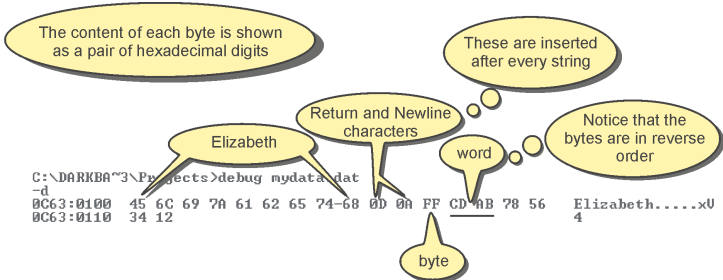 The content of each byte is shown
as a pair of hexadecimal digits
These are inserted
after every string
Return and Newline
characters
Notice that the
bytes are in reverse
order
Elizabeth
word
C:\DARKBA~3\Projects>debug mydata.dat
-d
0C63:0100 45 6C 69 7A 61 62 65 74-68 0D 0A FF CD AB 78 56 Elizabeth.....xV
0C63:0110 34 12 4
byte